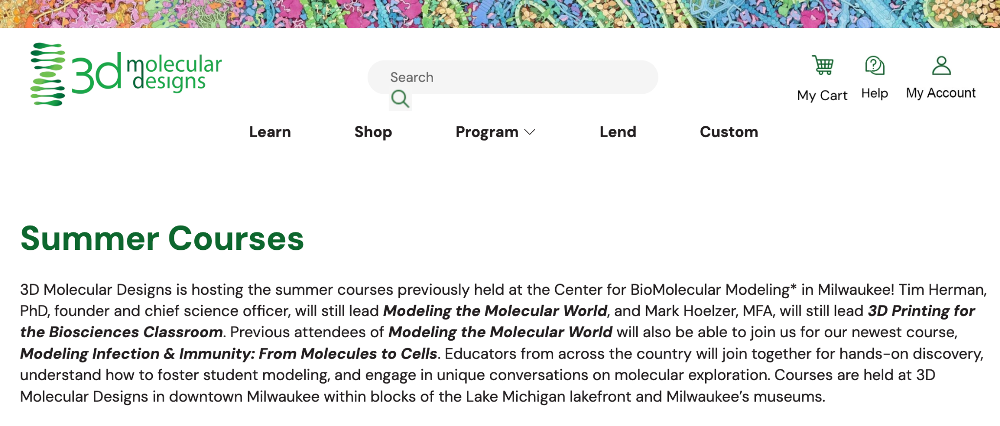 3d molecular
designs
Search
My Cart Help My Account
Learn Shop Program Lend Custom
Summer Courses
3D Molecular Designs is hosting the summer courses previously held at the Center for BioMolecular Modeling* in Milwaukee! Tim Herman,
PhD, founder and chief science officer, will still lead Modeling the Molecular World, and Mark Hoelzer, MFA, will still lead 3D Printing for
the Biosciences Classroom. Previous attendees of Modeling the Molecular World will also be able to join us for our newest course,
Modeling Infection & Immunity: From Molecules to Cells. Educators from across the country will join together for hands-on discovery,
understand how to foster student modeling, and engage in unique conversations on molecular exploration. Courses are held at 3D
Molecular Designs in downtown Milwaukee within blocks of the Lake Michigan lakefront and Milwaukee’s museums.